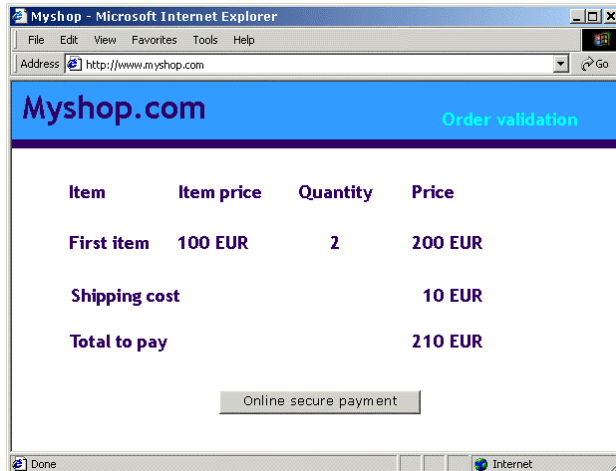 Myshop - Microsoft Internet Explorer
File Edit View Favorites Tools Help
Address http://www.myshop.com Go
Myshop.com
Order validation
Item Item price Quantity Price
First item 100 EUR 2 200 EUR
Shipping cost 10 EUR
Total to pay 210 EUR
Online secure payment
Done Internet